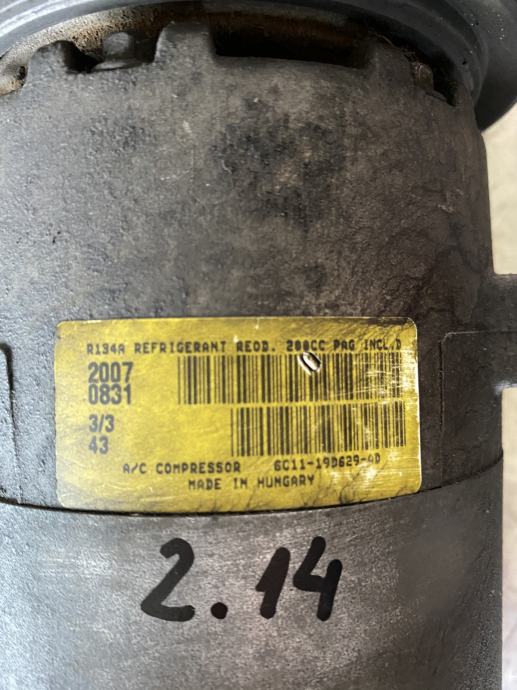 R134A REFRIGERANT REQD. 200CC PAG INCL.D
2007
0831
3/3
43
A/C COMPRESSOR 6C11-19D629-AD
MADE IN HUNGARY
2.14